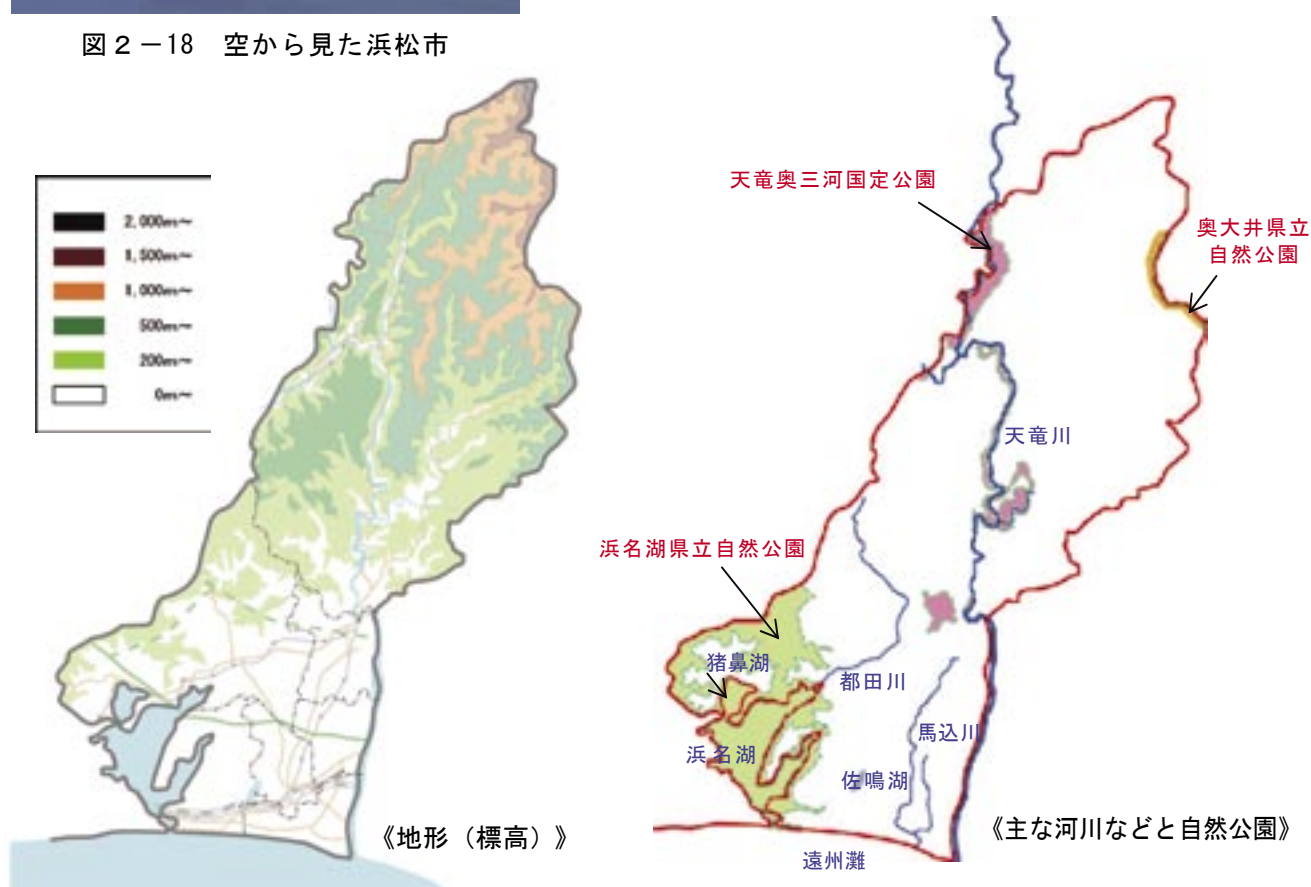 図２－18 空から見た浜松市
2,000m～
1,500m～
1,000m～
500m～
200m～
0m～
《地形（標高）》
天竜奥三河国定公園
奥大井県立
自然公園
天竜川
浜名湖県立自然公園
猪鼻湖
都田川
馬込川
浜名湖
佐鳴湖
《主な河川などと自然公園》
遠州灘